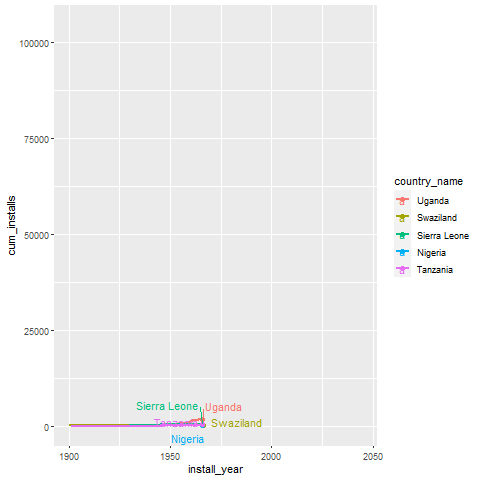 100000
75000
50000
25000
0
cum_installs
Sierra Leone
Uganda
Tanzania
Swaziland
Nigeria
1900
1950
2000
2050
install_year
country_name
Uganda
Swaziland
Sierra Leone
Nigeria
Tanzania